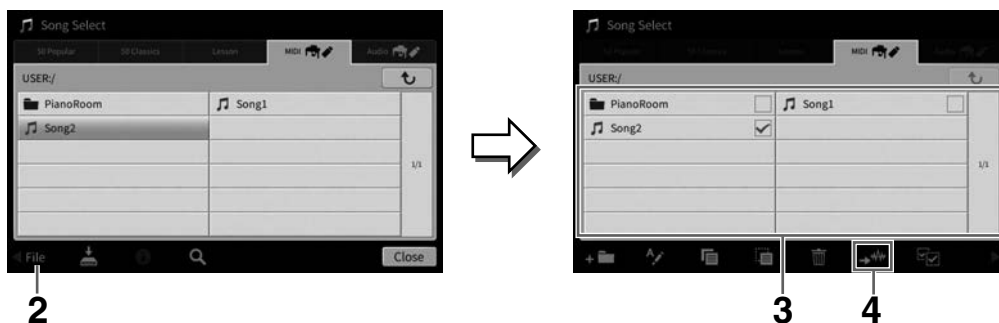 Song Select
50 Popular 50 Classics Lesson MIDI Audio
USER:/
PianoRoom Song1
Song2
1/1
File Close
2
Song Select
MIDI
USER:/
PianoRoom Song1
Song2
1/1
3 4